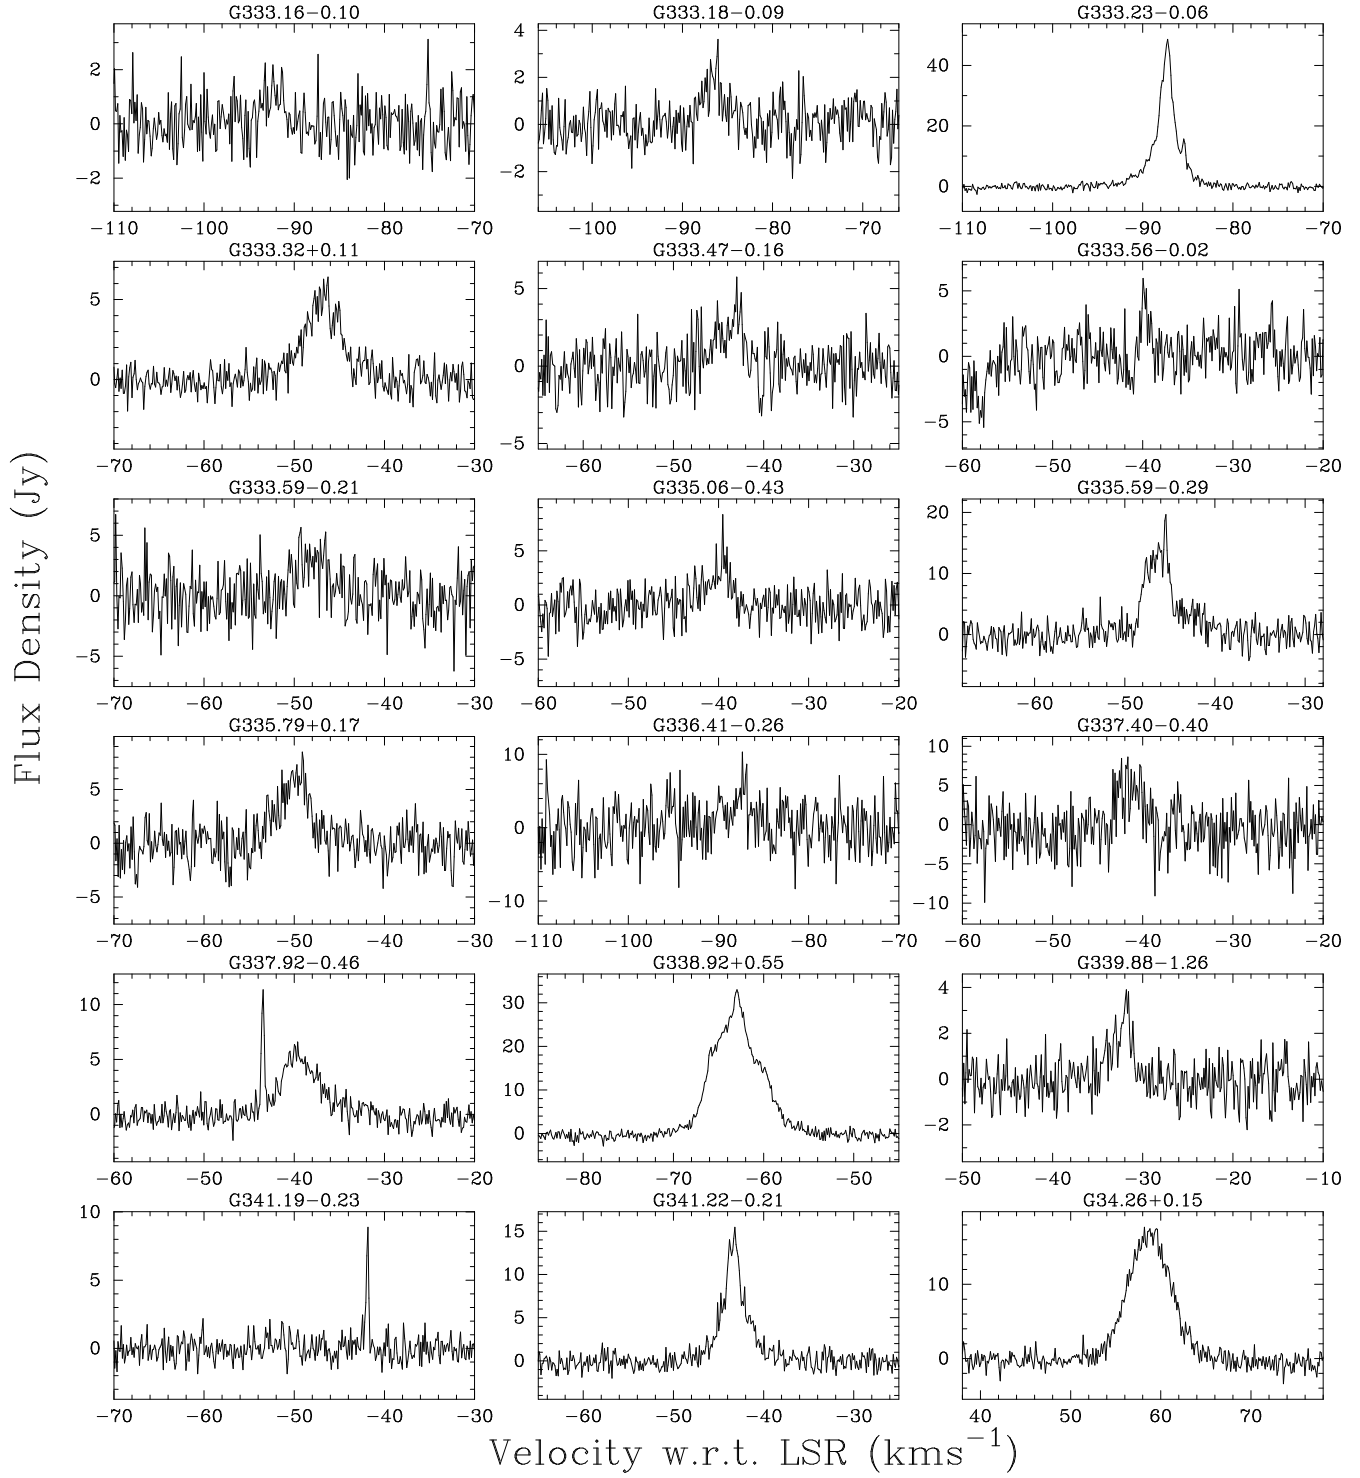 G333.16−0.10 G333.18−0.09 G333.23−0.06
2 0 −2
4 2 0 −2
40 20 0
−110 −100 −90 −80 −70
−100 −90 −80 −70
−110 −100 −90 −80 −70
G333.32+0.11 G333.47−0.16 G333.56−0.02
5 0
5 0 −5
5 0 −5
−70 −60 −50 −40 −30
−60 −50 −40 −30
−60 −50 −40 −30 −20
G333.59−0.21 G335.06−0.43 G335.59−0.29
5 0 −5
5 0 −5
20 10 0
−70 −60 −50 −40 −30
−60 −50 −40 −30 −20
−60 −50 −40 −30
G335.79+0.17 G336.41−0.26 G337.40−0.40
5 0 −5
10 0 −10
10 5 0 −5 −10
−70 −60 −50 −40 −30
−110 −100 −90 −80 −70
−60 −50 −40 −30 −20
G337.92−0.46 G338.92+0.55 G339.88−1.26
10 5 0
30 20 10 0
4 2 0 −2
−60 −50 −40 −30 −20
−80 −70 −60 −50
−50 −40 −30 −20 −10
G341.19−0.23 G341.22−0.21 G34.26+0.15
10 5 0
15 10 5 0
10 0
−70 −60 −50 −40 −30
−60 −50 −40 −30
40 50 60 70
Flux Density (Jy)
Velocity w.r.t. LSR (kms−1)